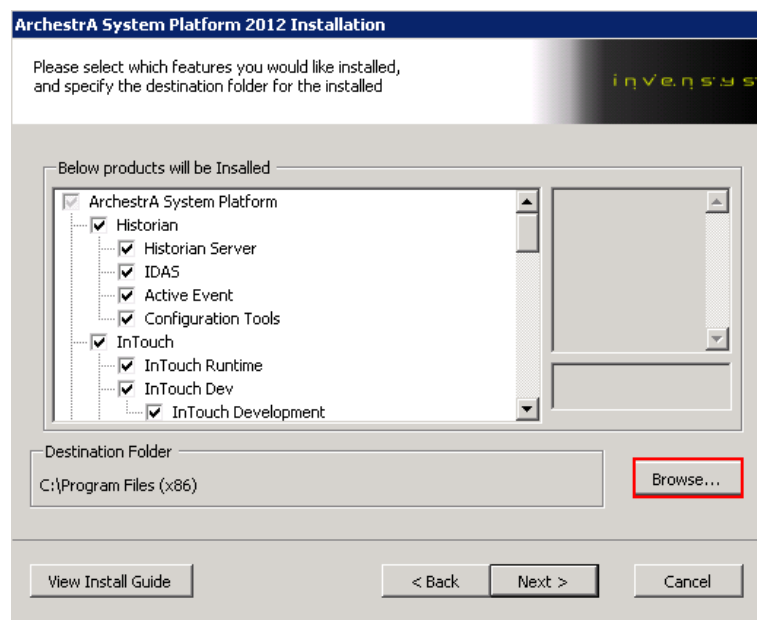 ArchestrA System Platform 2012 Installation
Please select which features you would like installed,
and specify the destination folder for the installed
invensys
Below products will be Insalled
ArchestrA System Platform
Historian
Historian Server
IDAS
Active Event
Configuration Tools
InTouch
InTouch Runtime
InTouch Dev
InTouch Development
Destination Folder
C:\Program Files (x86)
Browse...
View Install Guide
< Back
Next >
Cancel